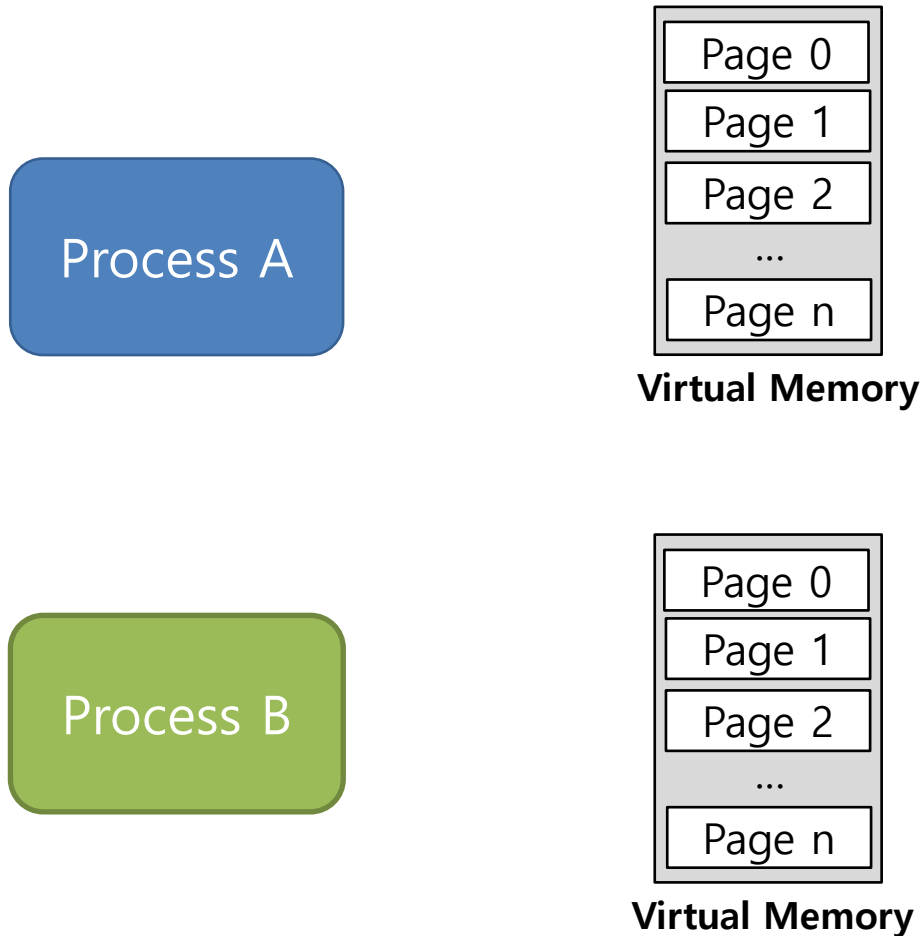 Process A
Page 0
Page 1
Page 2
...
Page n
Virtual Memory
Process B
Page 0
Page 1
Page 2
...
Page n
Virtual Memory